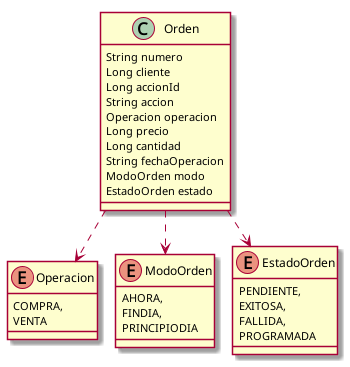 C Orden
String numero
Long cliente
Long accionId
String accion
Operacion operacion
Long precio
Long cantidad
String fechaOperacion
ModoOrden modo
EstadoOrden estado
E Operacion
COMPRA,
VENTA
E ModoOrden
AHORA,
FINDIA,
PRINCIPIODIA
E EstadoOrden
PENDIENTE,
EXITOSA,
FALLIDA,
PROGRAMADA